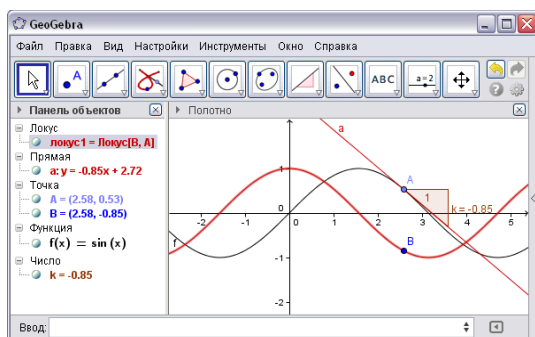 GeoGebra
Файл Правка Вид Настройки Инструменты Окно Справка
A ABC a=2
Панель объектов
Полотно
Локус
локус1 = Локус[B, A]
Прямая
a: y = -0.85x + 2.72
Точка
A = (2.58, 0.53)
B = (2.58, -0.85)
Функция
f(x) = sin (x)
Число
k = -0.85
a
A
1
1
k = -0.85
0
-2 -1 0 1 2 3 4 5
f
B
-1
-2
Ввод: